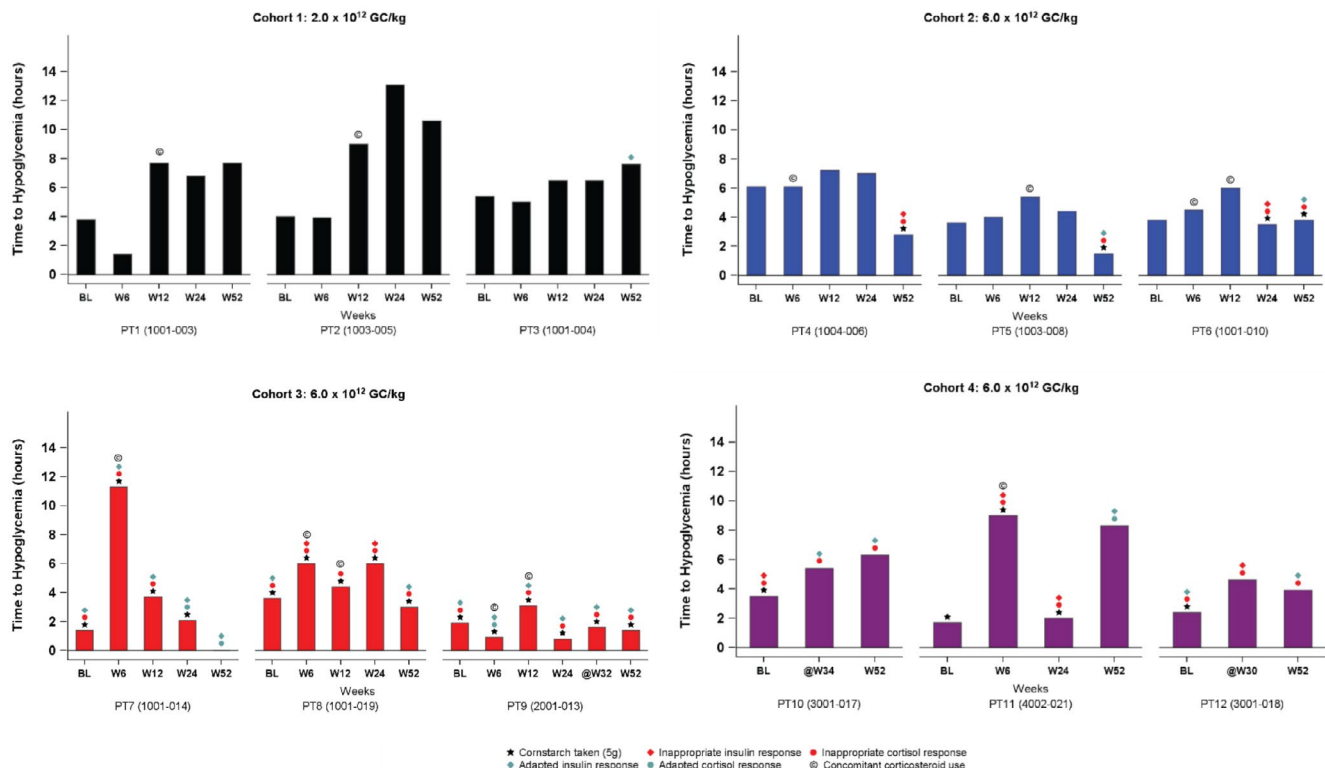 Cohort 1: 2.0 x 10¹² GC/kg
Time to Hypoglycemia (hours)
14
12
10
8
6
4
2
0
©
©
BL W6 W12 W24 W52 BL W6 W12 W24 W52 BL W6 W12 W24 W52
Weeks
PT1 (1001-003) PT2 (1003-005) PT3 (1001-004)
Cohort 2: 6.0 x 10¹² GC/kg
Time to Hypoglycemia (hours)
14
12
10
8
6
4
2
0
©
©
©
©
BL W6 W12 W24 W52 BL W6 W12 W24 W52 BL W6 W12 W24 W52
Weeks
PT4 (1004-006) PT5 (1003-008) PT6 (1001-010)
Cohort 3: 6.0 x 10¹² GC/kg
Time to Hypoglycemia (hours)
14
12
10
8
6
4
2
0
©
©
©
©
©
BL W6 W12 W24 W52 BL W6 W12 W24 W52 BL W6 W12 W24 @W32 W52
Weeks
PT7 (1001-014) PT8 (1001-019) PT9 (2001-013)
Cohort 4: 6.0 x 10¹² GC/kg
Time to Hypoglycemia (hours)
14
12
10
8
6
4
2
0
©
BL @W34 W52 BL W6 W24 W52 BL @W30 W52
Weeks
PT10 (3001-017) PT11 (4002-021) PT12 (3001-018)
★ Cornstarch taken (5g) ◆ Inappropriate insulin response ● Inappropriate cortisol response
◆ Adapted insulin response ● Adapted cortisol response © Concomitant corticosteroid use